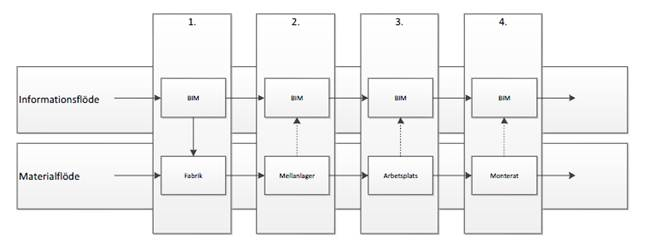 1.
2.
3.
4.
Informationsflöde
BIM
BIM
BIM
BIM
Materialflöde
Fabrik
Mellanlager
Arbetsplats
Monterat